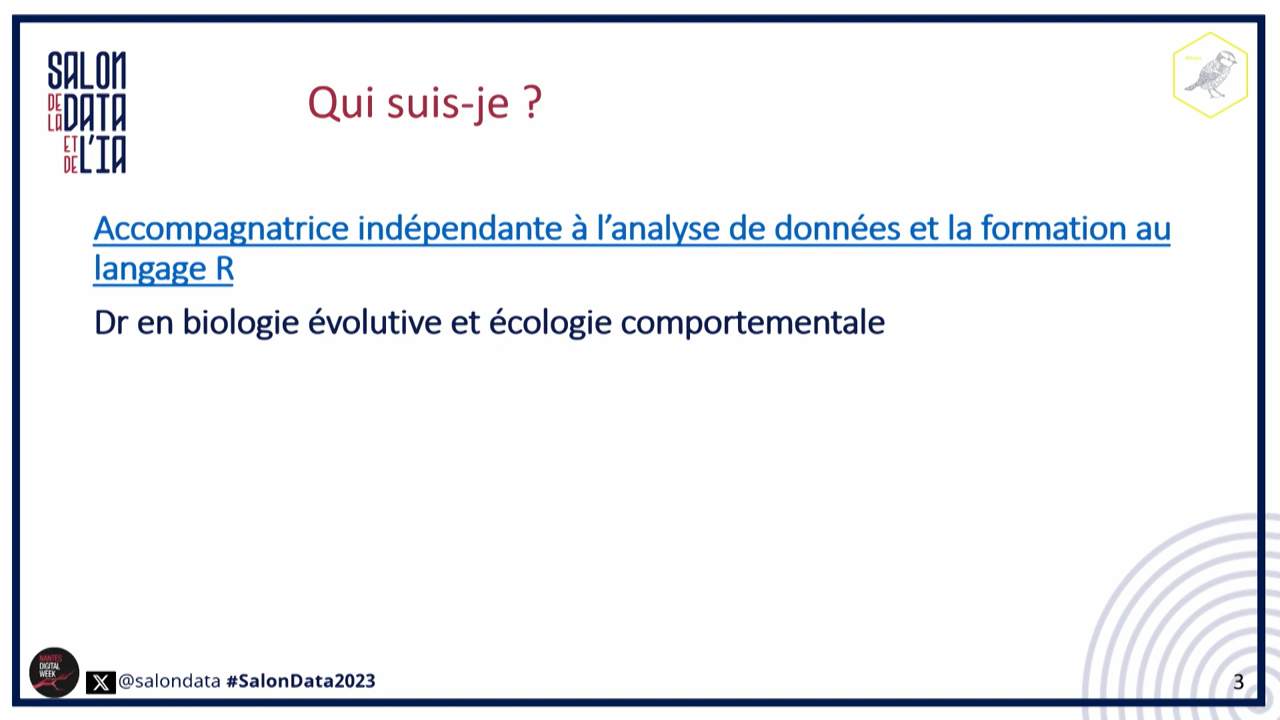 SALON
DE LA DATA
ET
DE L'IA
Qui suis-je ?
Accompagnatrice indépendante à l’analyse de données et la formation au
langage R
Dr en biologie évolutive et écologie comportementale
NANTES
DIGITAL
WEEK
X @salondata #SalonData2023
3